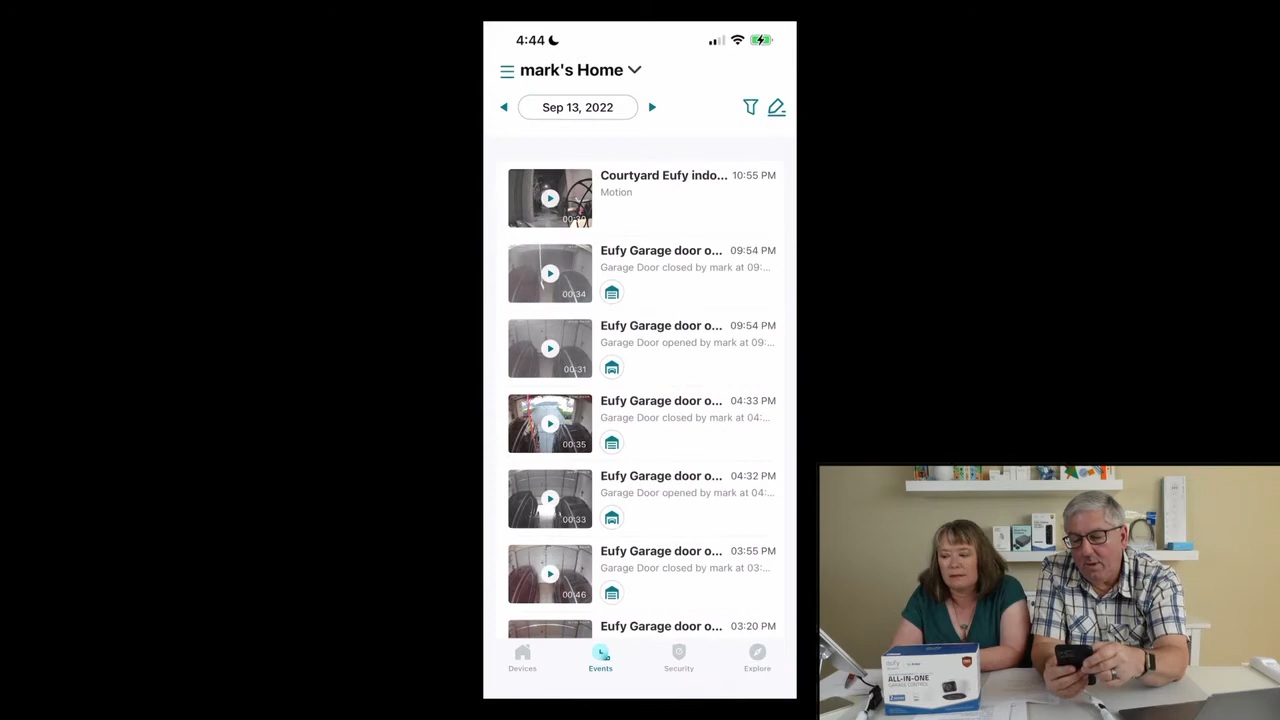 4:44
mark's Home
Sep 13, 2022
Courtyard Eufy indo... 10:55 PM
Motion
00:30
Eufy Garage door o... 09:54 PM
Garage Door closed by mark at 09:...
00:34
Eufy Garage door o... 09:54 PM
Garage Door opened by mark at 09:...
00:31
Eufy Garage door o... 04:33 PM
Garage Door closed by mark at 04:...
00:35
Eufy Garage door o... 04:32 PM
Garage Door opened by mark at 04:...
00:33
Eufy Garage door o... 03:55 PM
Garage Door closed by mark at 03:...
00:46
Eufy Garage door o... 03:20 PM
Devices Events Security Explore
eufy
ALL-IN-ONE
GARAGE CONTROL